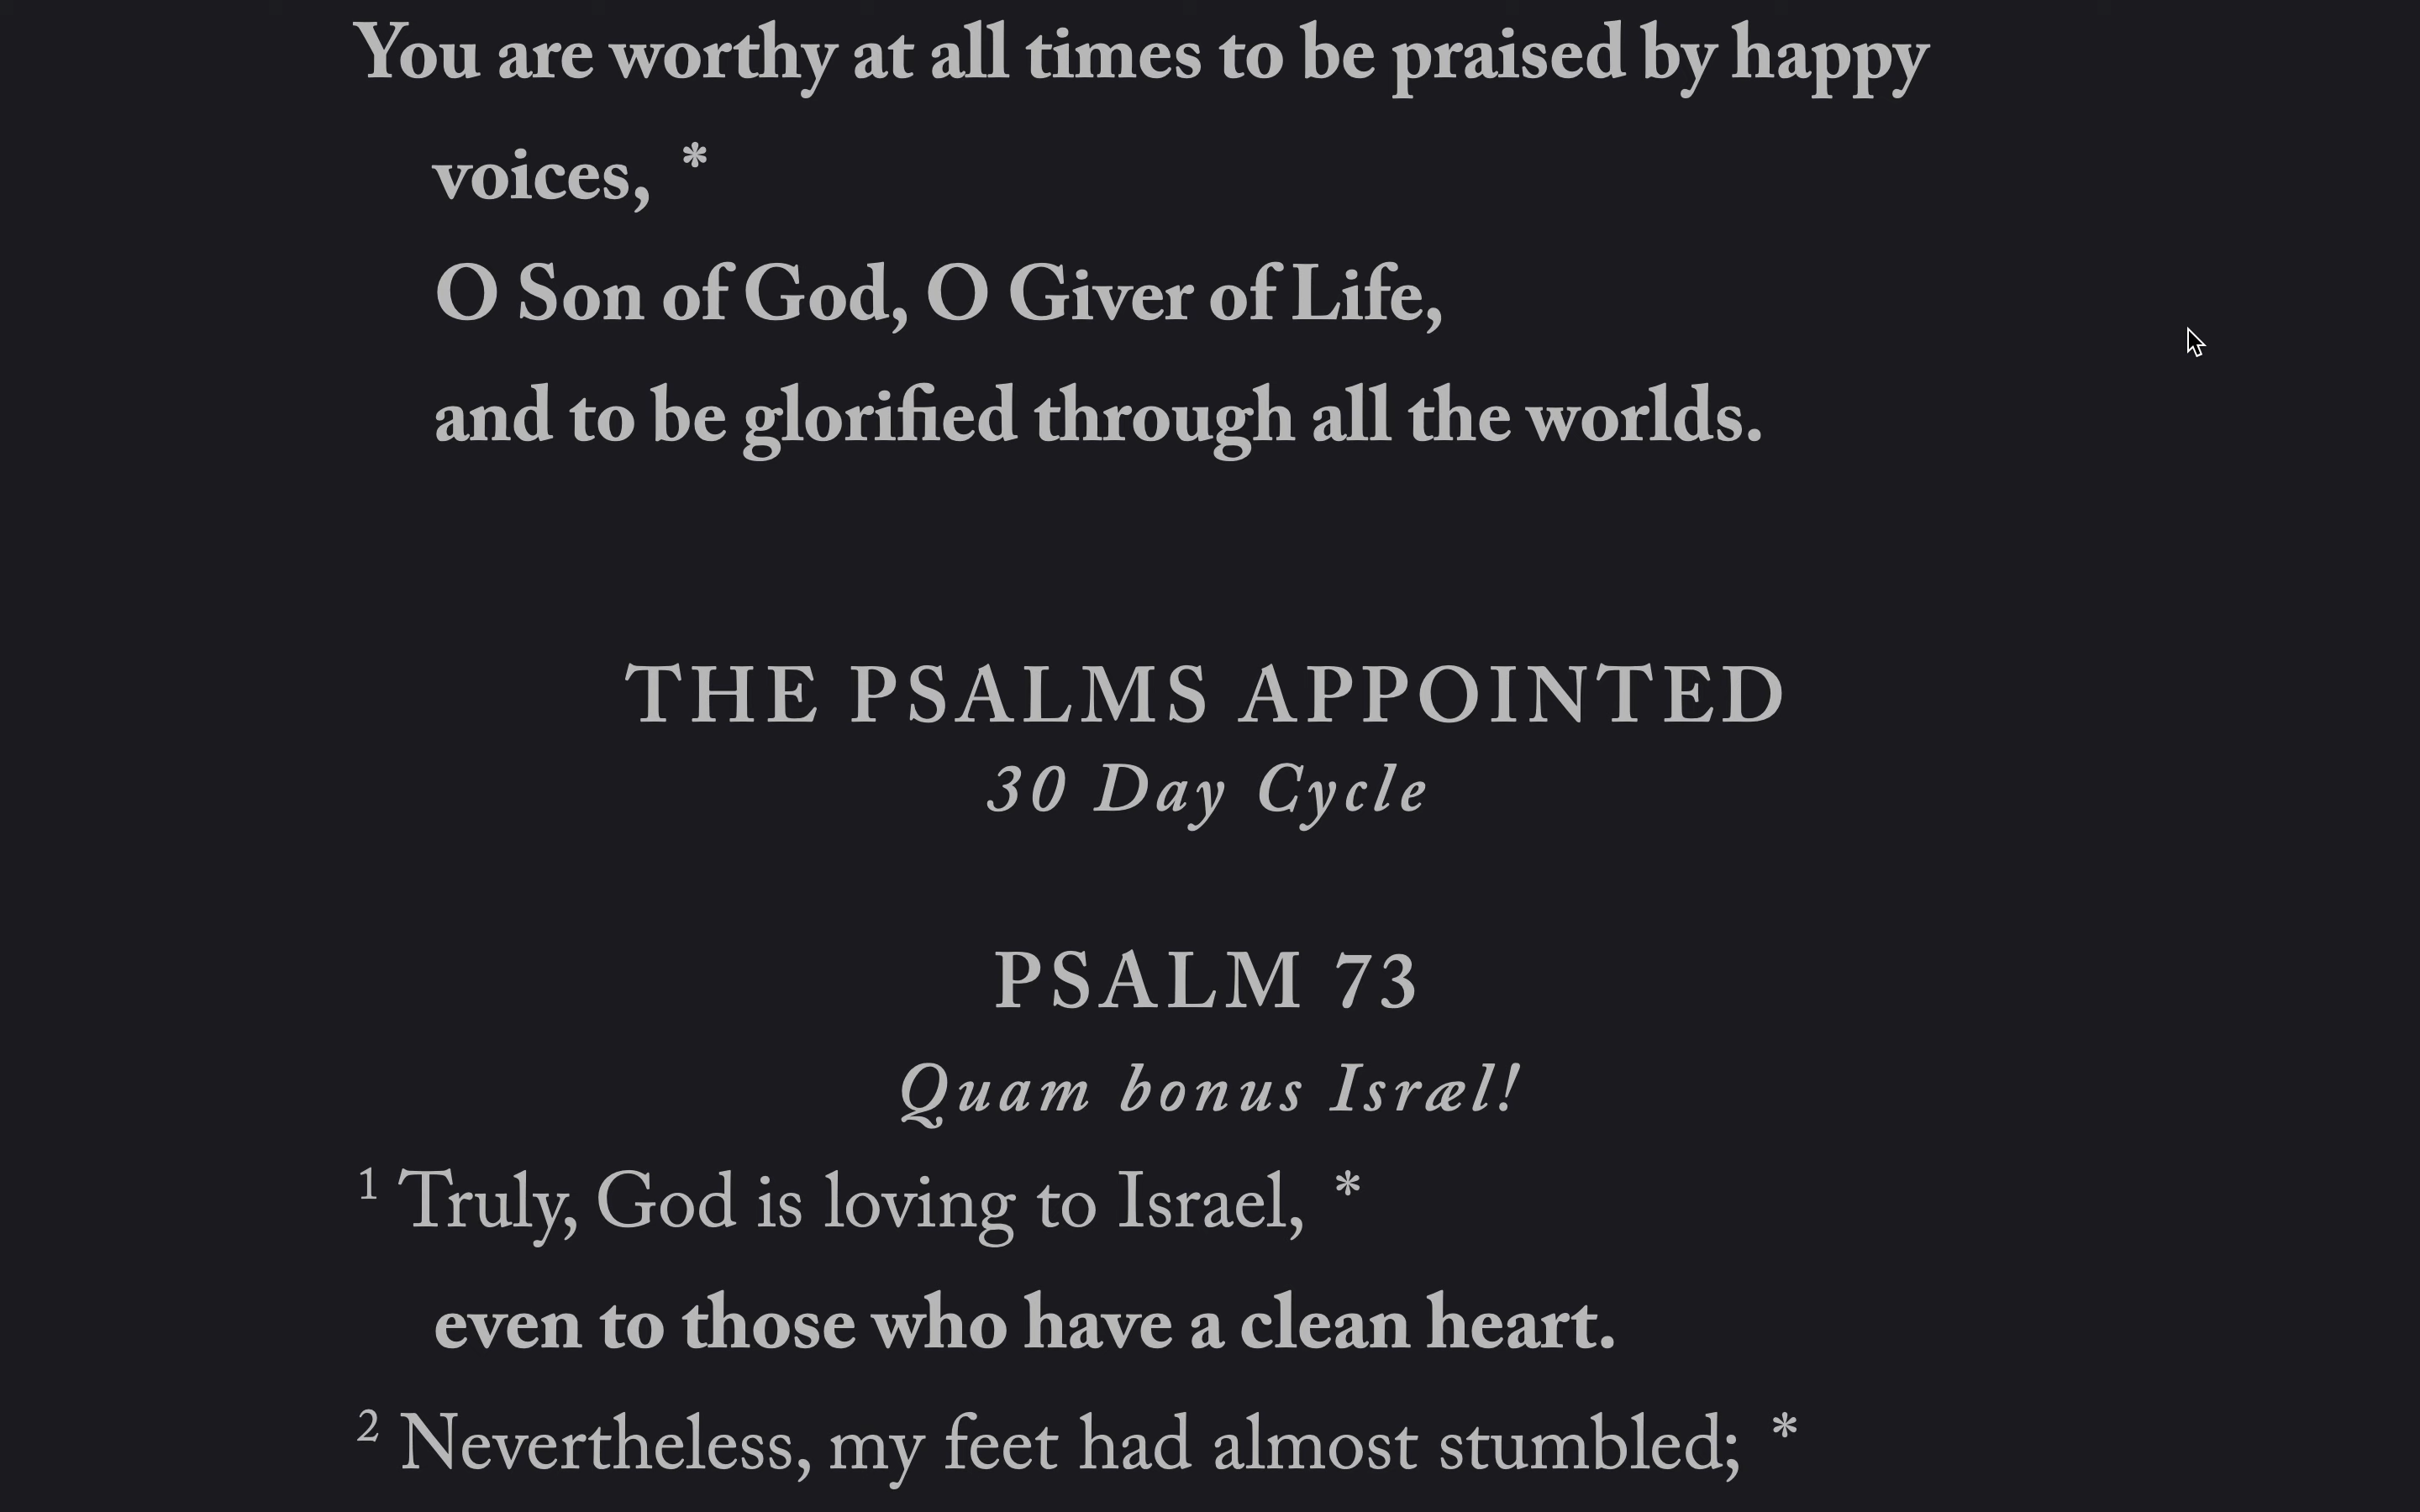 You are worthy at all times to be praised by happy
voices, *
O Son of God, O Giver of Life,
and to be glorified through all the worlds.
THE PSALMS APPOINTED
30 Day Cycle
PSALM 73
Quam bonus Isræl!
1 Truly, God is loving to Israel, *
even to those who have a clean heart.
2 Nevertheless, my feet had almost stumbled; *